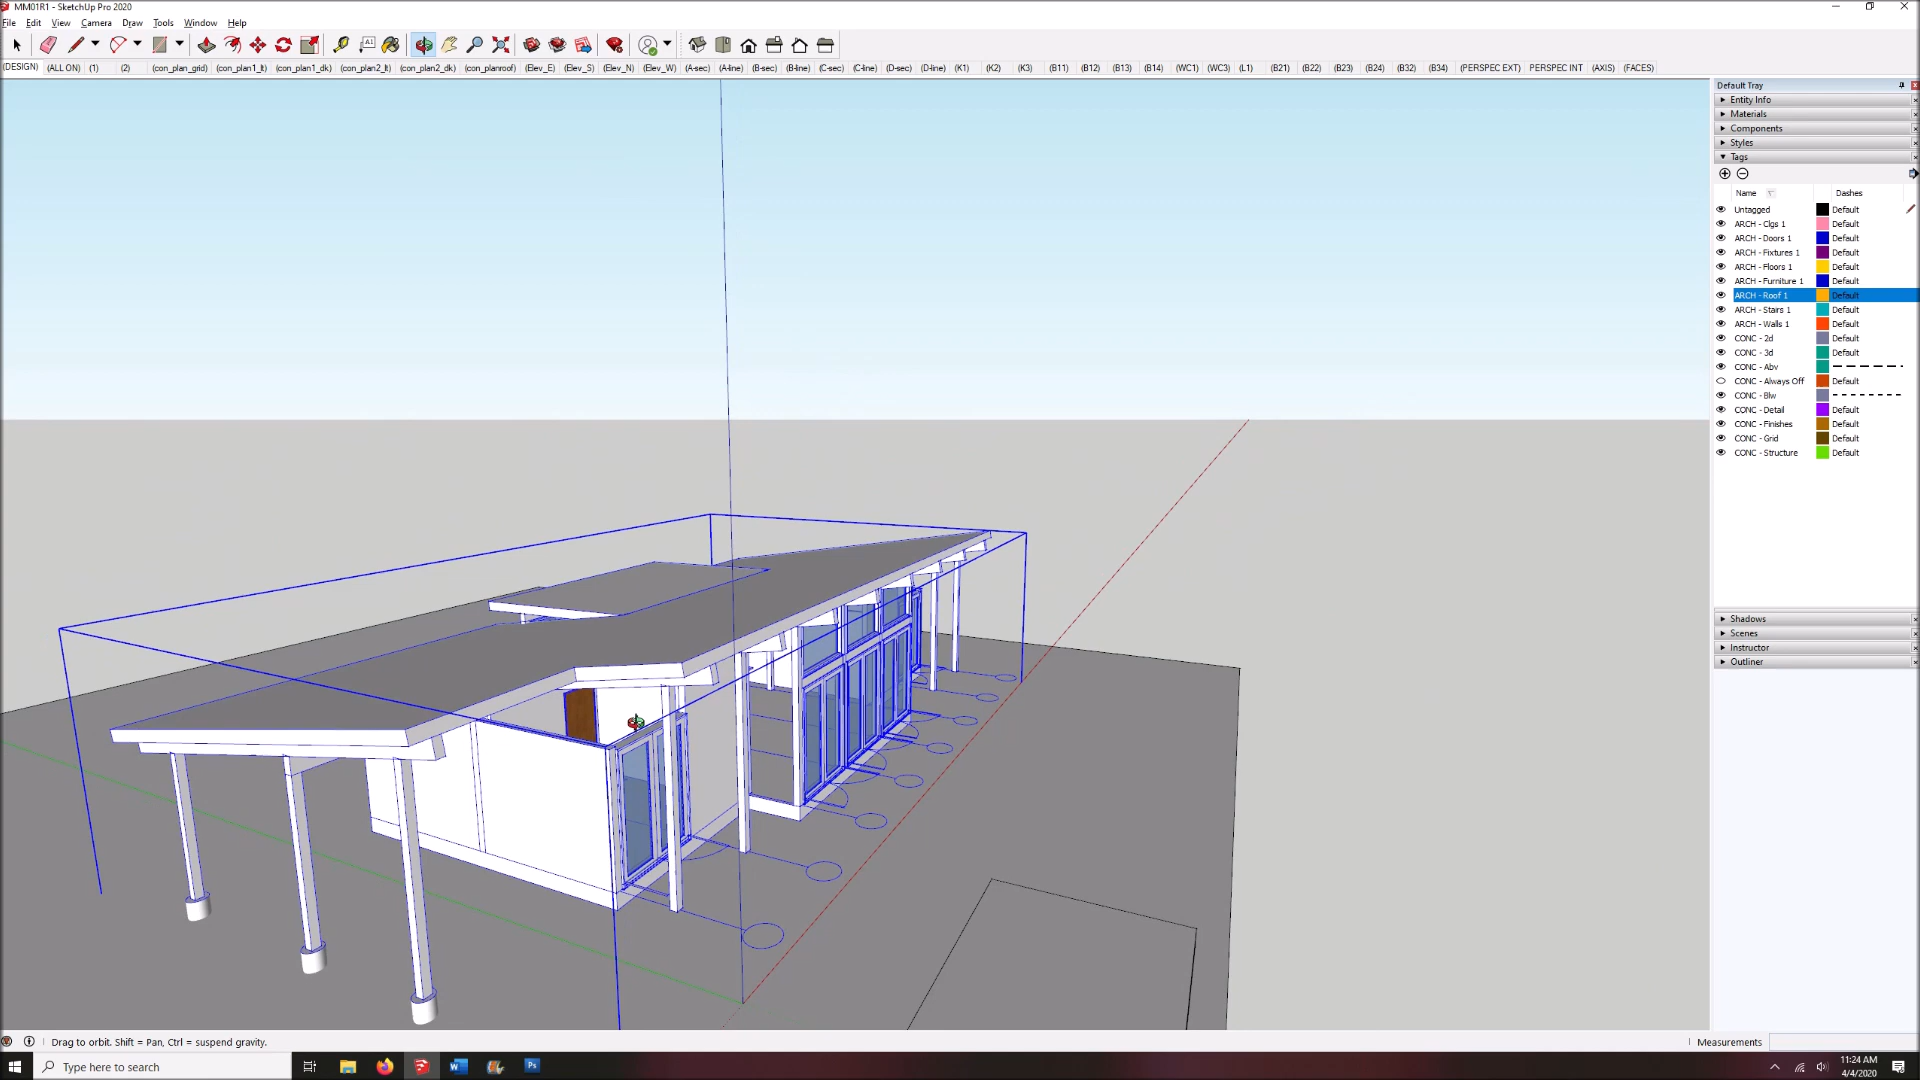 MM01R1 - SketchUp Pro 2020
File Edit View Camera Draw Tools Window Help
A1
(DESIGN) (ALL ON) (1) (2) (con_plan_grid) (con_plan1_lt) (con_plan1_dk) (con_plan2_lt) (con_plan2_dk) (con_planroof) (Elev_E) (Elev_S) (Elev_N) (Elev_W) (A-sec) (A-line) (B-sec) (B-line) (C-sec) (C-line) (D-sec) (D-line) (K1) (K2) (K3) (B11) (B12) (B13) (B14) (WC1) (WC3) (L1) (B21) (B22) (B23) (B24) (B32) (B34) (PERSPEC EXT) PERSPEC INT (AXIS) (FACES)
Default Tray
Entity Info
Materials
Components
Styles
Tags
Name Dashes
Untagged Default
ARCH - Clgs 1 Default
ARCH - Doors 1 Default
ARCH - Fixtures 1 Default
ARCH - Floors 1 Default
ARCH - Furniture 1 Default
ARCH - Roof 1 Default
ARCH - Stairs 1 Default
ARCH - Walls 1 Default
CONC - 2d Default
CONC - 3d Default
CONC - Abv
CONC - Always Off Default
CONC - Blw
CONC - Detail Default
CONC - Finishes Default
CONC - Grid Default
CONC - Structure Default
Shadows
Scenes
Instructor
Outliner
Drag to orbit. Shift = Pan, Ctrl = suspend gravity.
Measurements
Type here to search
11:24 AM
4/4/2020